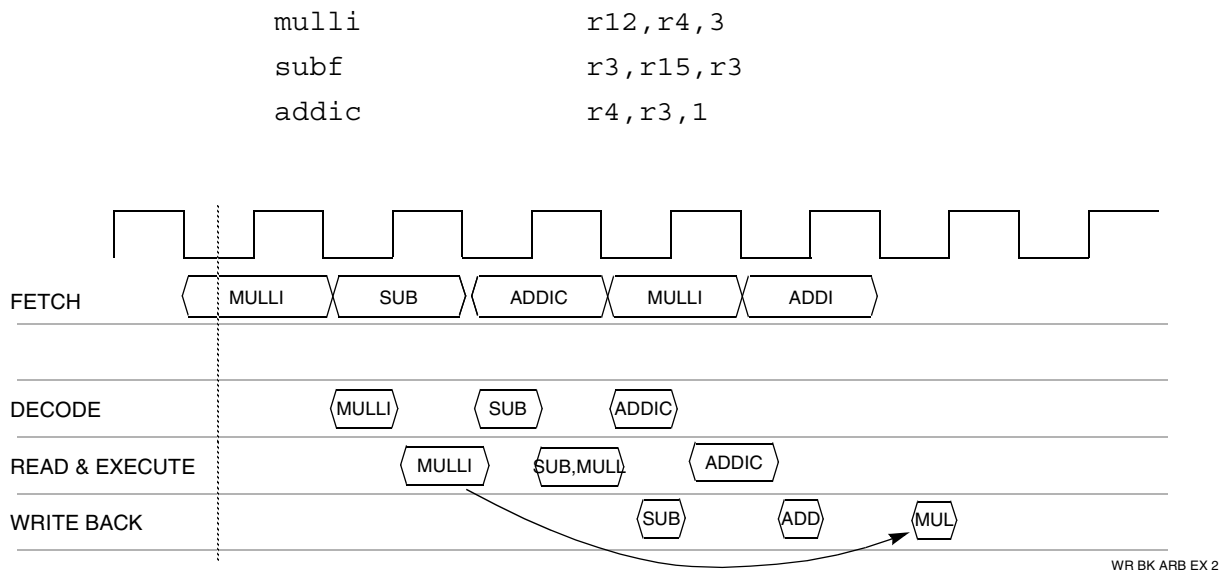 mulli r12,r4,3
subf r3,r15,r3
addic r4,r3,1
FETCH MULLI SUB ADDIC MULLI ADDI
DECODE MULLI SUB ADDIC
READ & EXECUTE MULLI SUB,MULL ADDIC
WRITE BACK SUB ADD MUL
WR BK ARB EX 2